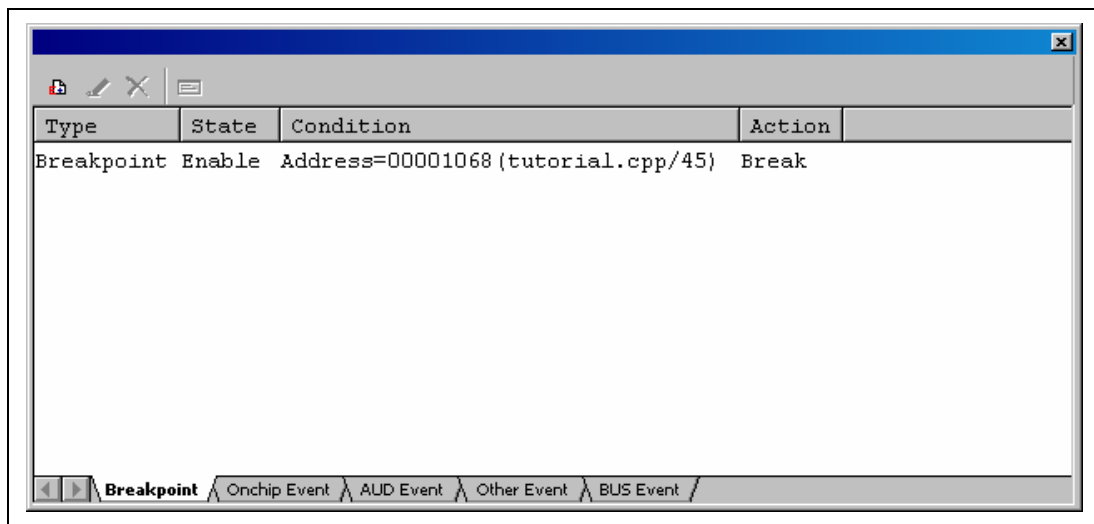 Type State Condition Action
Breakpoint Enable Address=00001068(tutorial.cpp/45) Break
Breakpoint Onchip Event AUD Event Other Event BUS Event